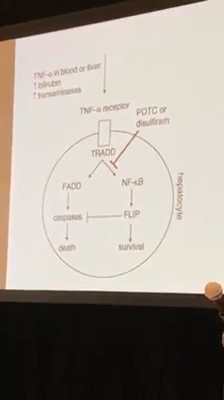 TNF-α in blood or liver:
↑ bilirubin
↑ transaminases
TNF-α receptor
PDTC or
disulfiram
TRADD
FADD
NF-κB
caspases
FLIP
death
survival
hepatocyte